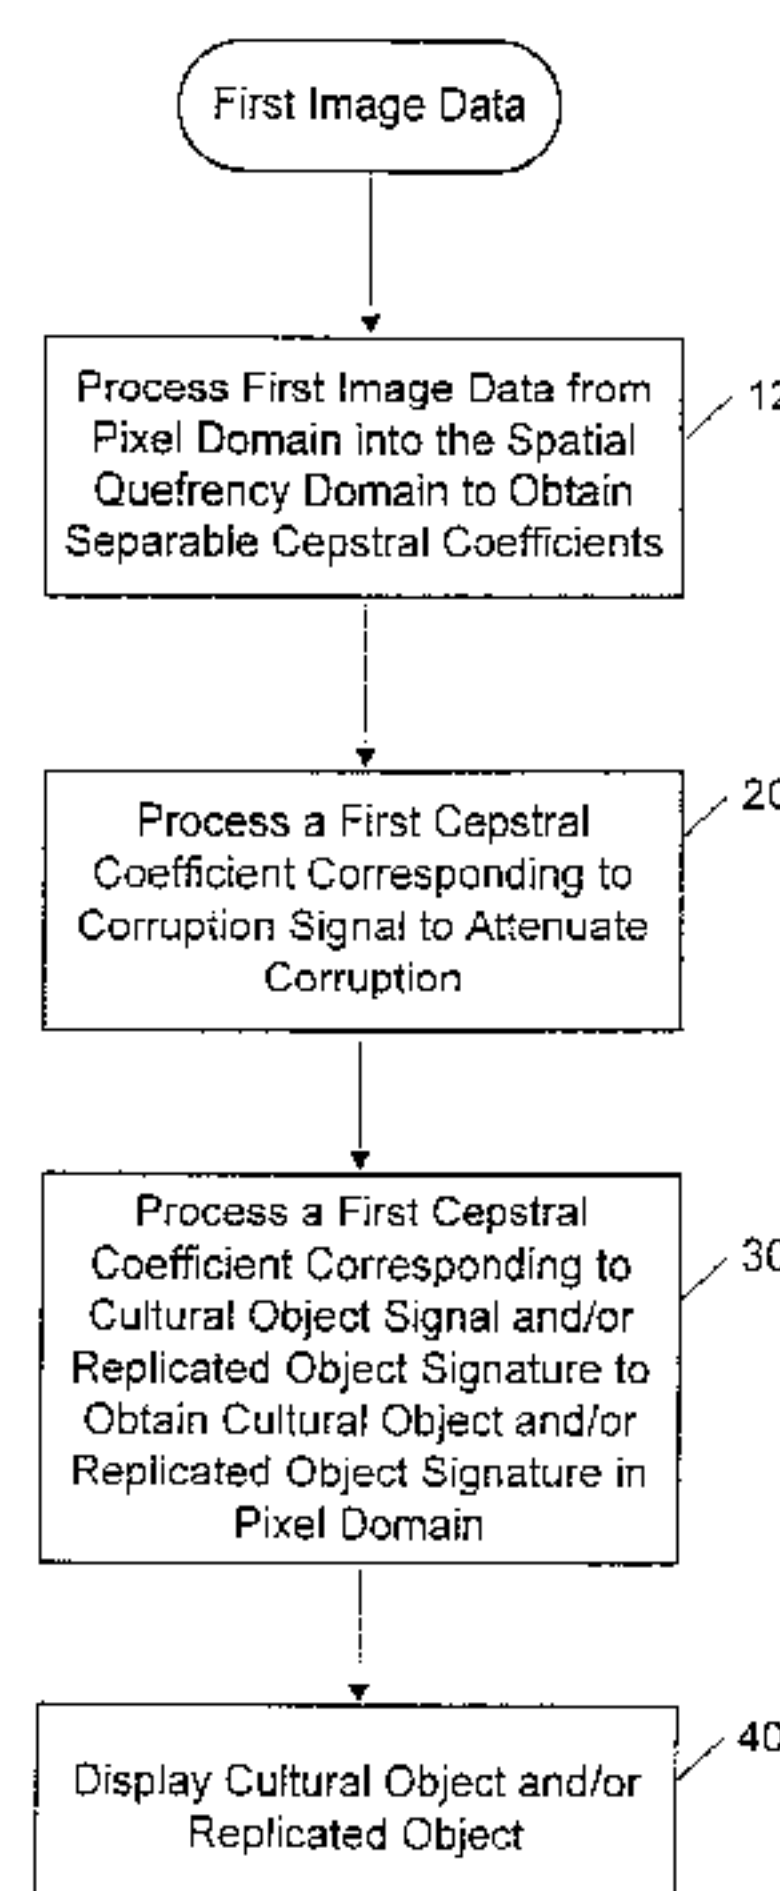 First Image Data
Process First Image Data from
Pixel Domain into the Spatial
Quefrency Domain to Obtain
Separable Cepstral Coefficients
12
Process a First Cepstral
Coefficient Corresponding to
Corruption Signal to Attenuate
Corruption
20
Process a First Cepstral
Coefficient Corresponding to
Cultural Object Signal and/or
Replicated Object Signature to
Obtain Cultural Object and/or
Replicated Object Signature in
Pixel Domain
30
Display Cultural Object and/or
Replicated Object
40